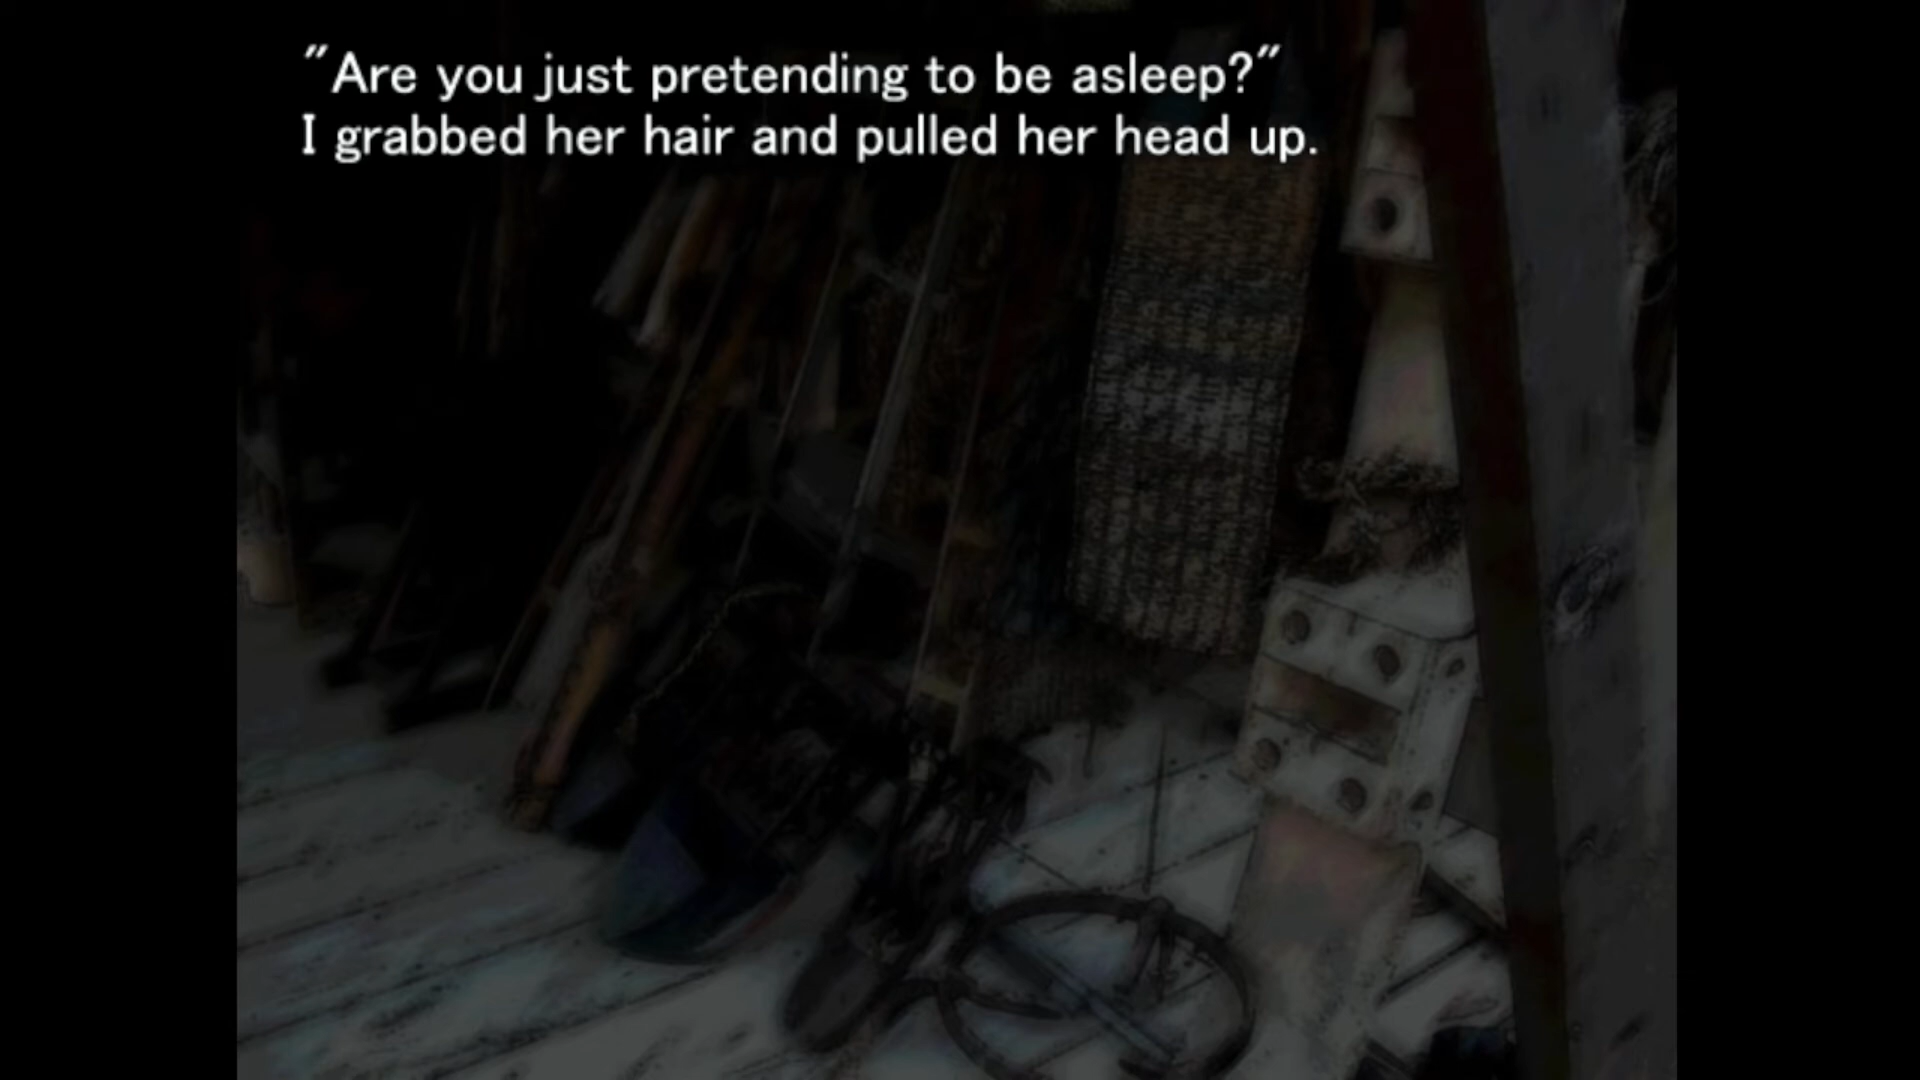 "Are you just pretending to be asleep?"
I grabbed her hair and pulled her head up.